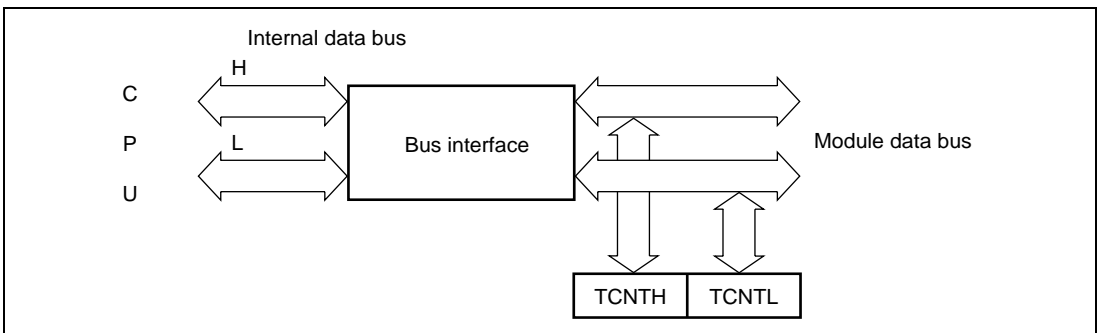 Internal data bus
H
C
P
L
U
Bus interface
Module data bus
TCNTH
TCNTL